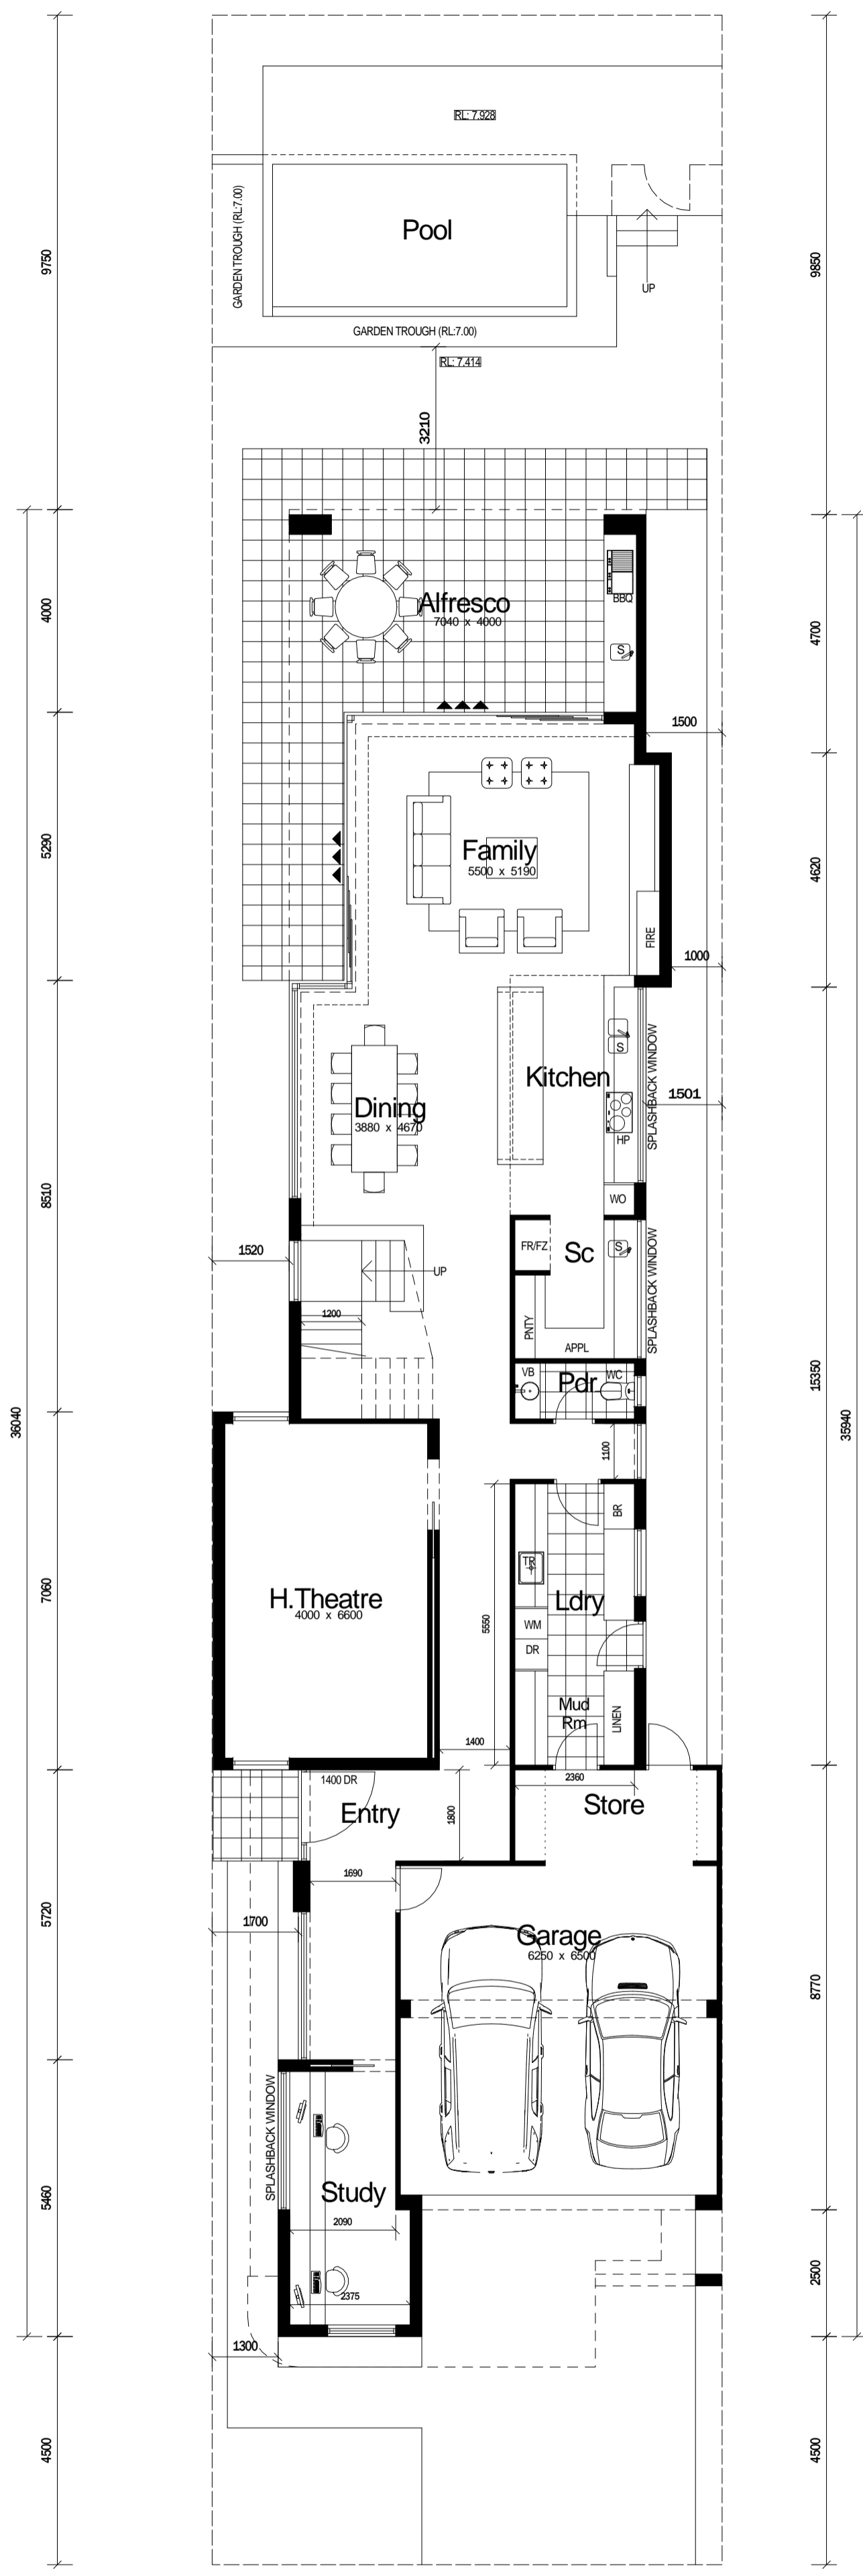 RL: 7.928
GARDEN TROUGH (RL:7.00)
Pool
9750
9850
UP
GARDEN TROUGH (RL:7.00)
RL: 7.414
3210
Alfresco
7040 x 4000
BBQ
S
4000
4700
1500
Family
5500 x 5190
FIRE
5290
4620
1000
Kitchen
S
SPLASHBACK WINDOW
1501
Dining
3880 x 4670
HP
WO
8510
1520
FR/FZ
Sc
S
SPLASHBACK WINDOW
UP
1200
PNTY
APPL
VB
Pdr
WC
15350
36040
35940
1100
BR
TR
H.Theatre
4000 x 6600
Ldry
7060
5550
WM
DR
Mud
Rm
LINEN
1400
1400 DR
2360
Entry
1800
Store
1690
5720
1700
Garage
6250 x 6500
8770
SPLASHBACK WINDOW
Study
5460
2090
2375
2500
1300
4500
4500